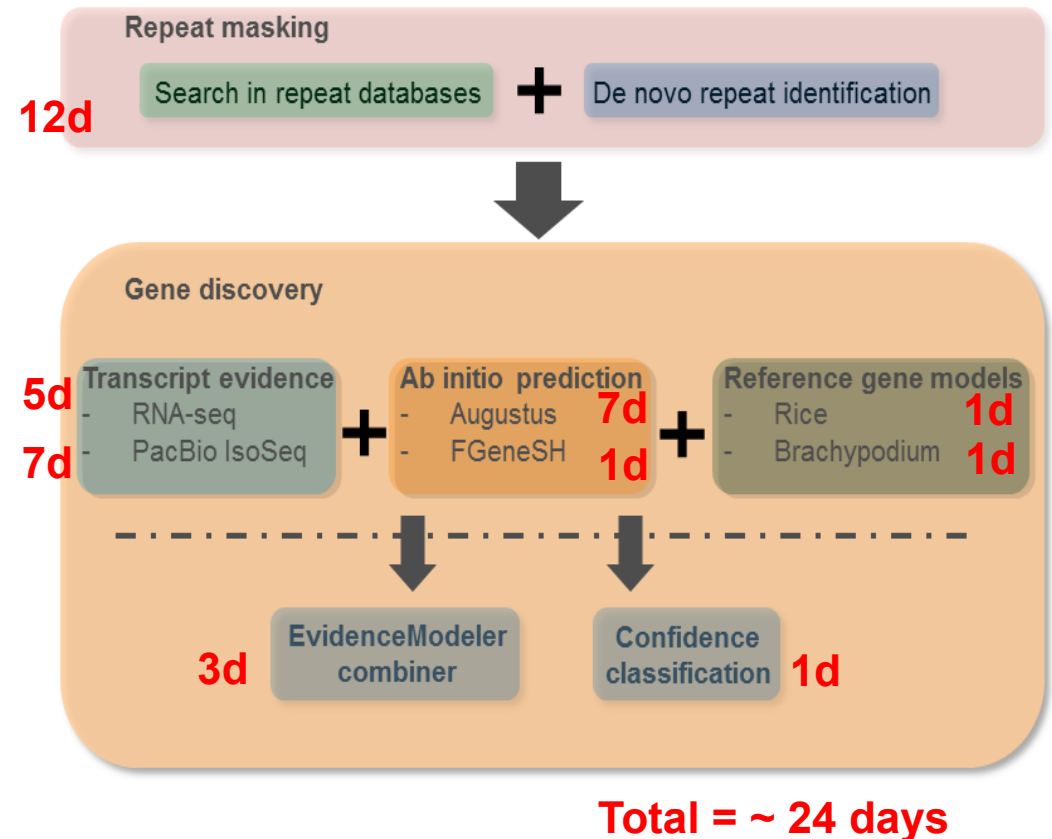 Repeat masking
Search in repeat databases + De novo repeat identification
12d
Gene discovery
Transcript evidence
5d - RNA-seq
7d - PacBio IsoSeq
+
Ab initio prediction
- Augustus 7d
- FGeneSH 1d
+
Reference gene models
- Rice 1d
- Brachypodium 1d
EvidenceModeler
combiner
3d
Confidence
classification
1d
Total = ~ 24 days